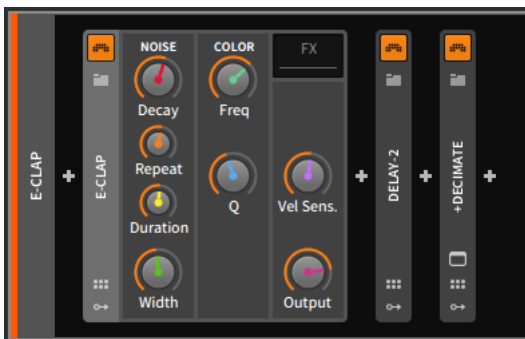 E-CLAP
E-CLAP
NOISE
Decay
Repeat
Duration
Width
COLOR
Freq
Q
FX
Vel Sens.
Output
DELAY-2
+DECIMATE